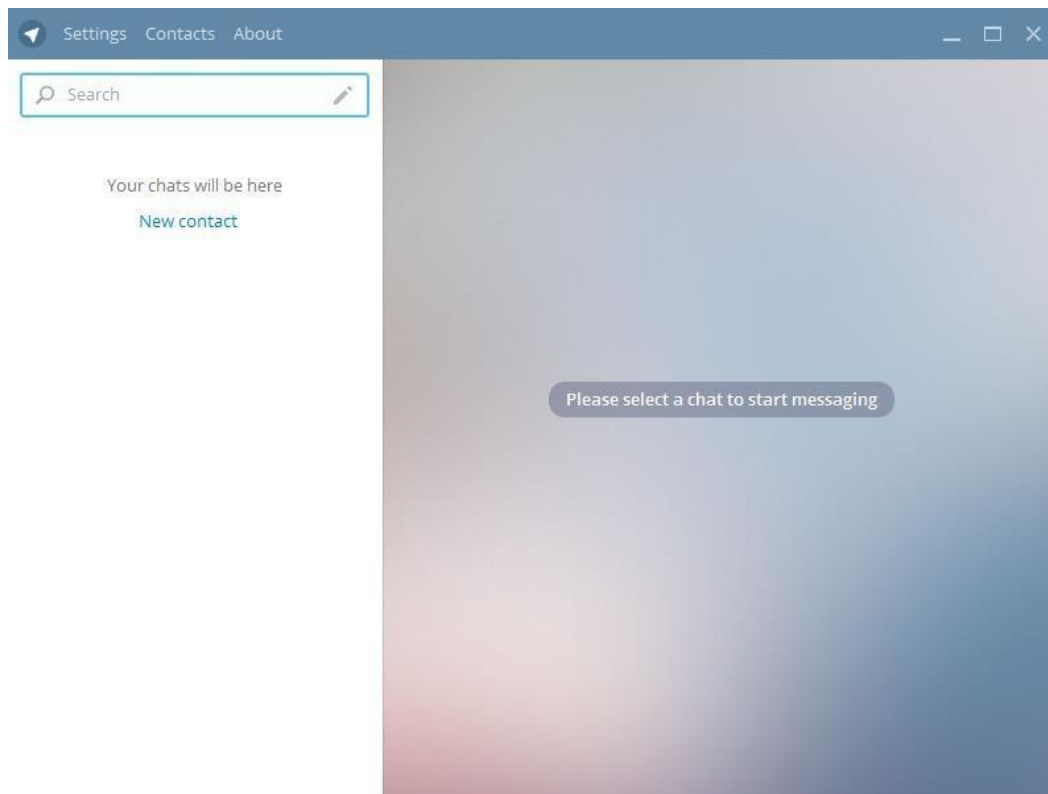 Settings Contacts About
Search
Your chats will be here
New contact
Please select a chat to start messaging